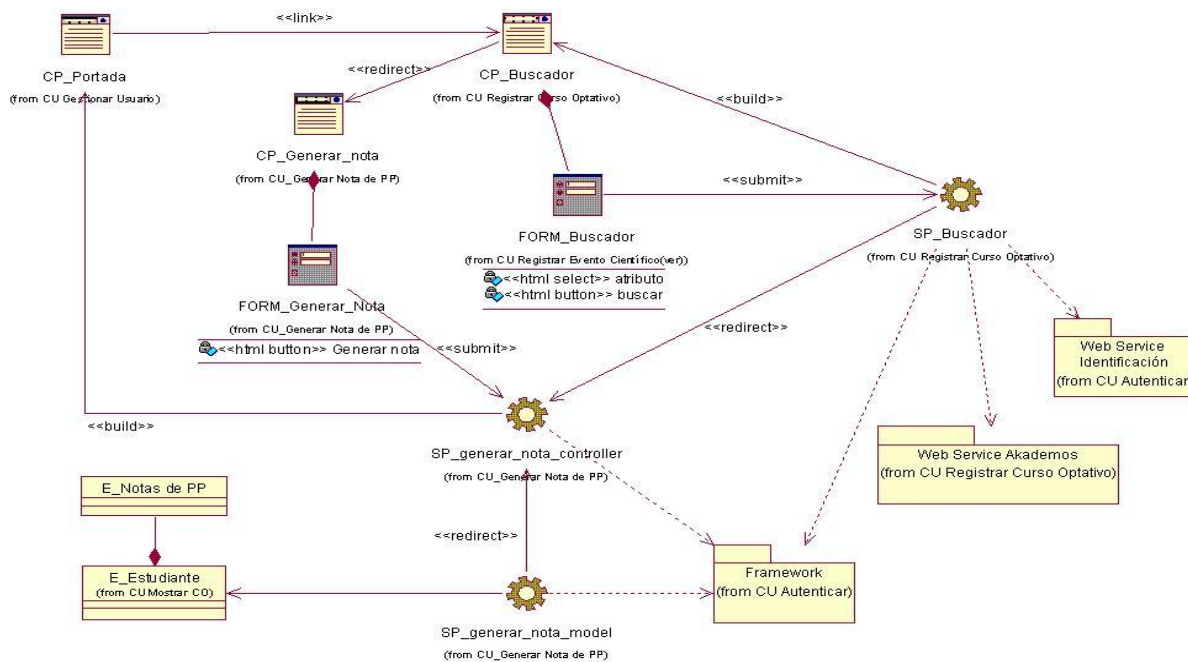 <<link>>
CP_Portada
(from CU Gestionar Usuario)
<<redirect>>
CP_Buscador
(from CU Registrar Curso Optativo)
<<build>>
CP_Generar_nota
(from CU_Generar Nota de PP)
<<submit>>
FORM_Buscador
(from CU Registrar Evento Científico(ver))
<<html select>> atributo
<<html button>> buscar
SP_Buscador
(from CU Registrar Curso Optativo)
FORM_Generar_Nota
(from CU_Generar Nota de PP)
<<html button>> Generar nota
<<submit>>
<<redirect>>
Web Service
Identificación
(from CU Autenticar)
<<build>>
SP_generar_nota_controller
(from CU_Generar Nota de PP)
Web Service Akademos
(from CU Registrar Curso Optativo)
E_Notas de PP
<<redirect>>
E_Estudiante
(from CU Mostrar CO)
Framework
(from CU Autenticar)
SP_generar_nota_model
(from CU_Generar Nota de PP)